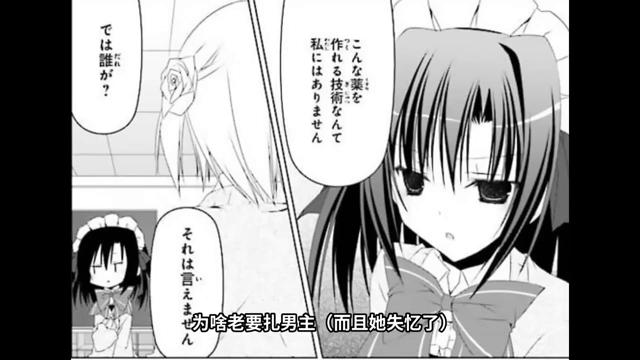 こんな薬を
作れる技術なんて
私にはありません
では誰が？
それは言えません
为啥老要扎男主（而且她失忆了）